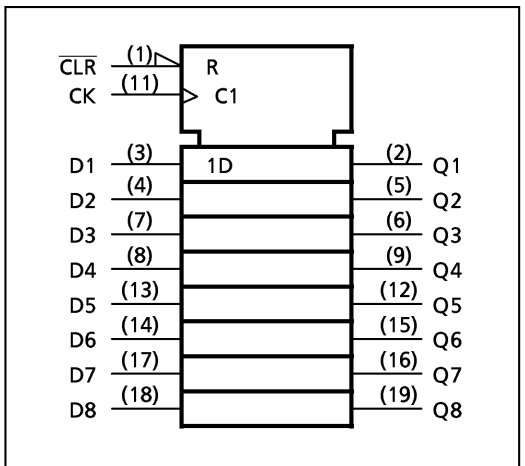 CLR (1) R
CK (11) C1
D1 (3) 1D (2) Q1
D2 (4) (5) Q2
D3 (7) (6) Q3
D4 (8) (9) Q4
D5 (13) (12) Q5
D6 (14) (15) Q6
D7 (17) (16) Q7
D8 (18) (19) Q8